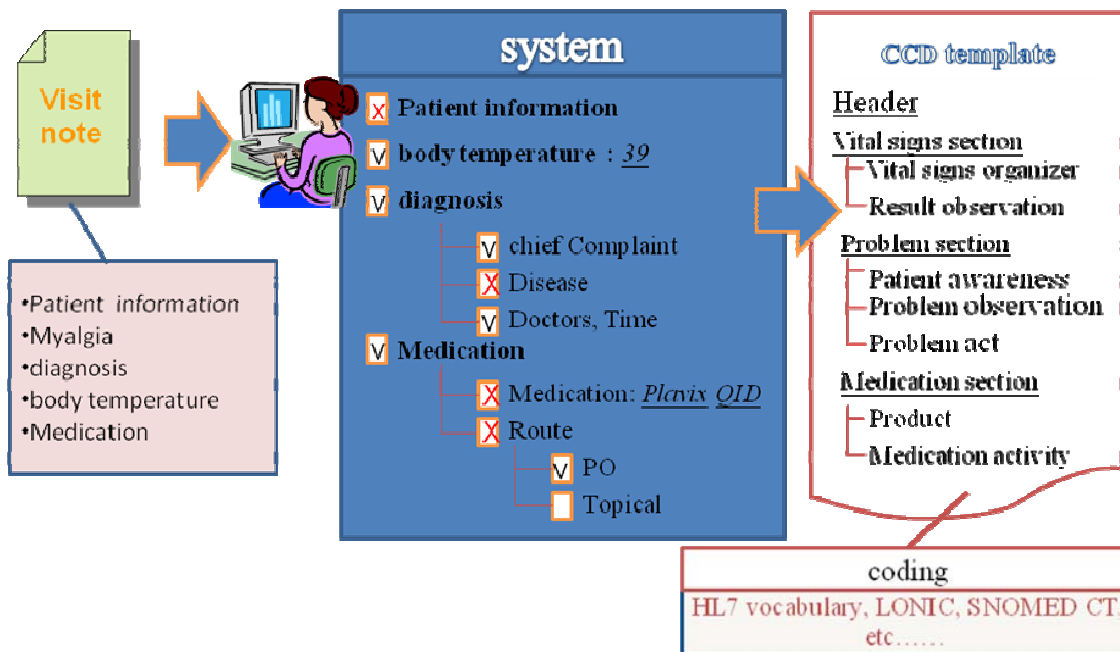 Visit
note
•Patient information
•Myalgia
•diagnosis
•body temperature
•Medication
system
X Patient information
V body temperature : 39
V diagnosis
V chief Complaint
X Disease
V Doctors, Time
V Medication
X Medication: Plavix QID
X Route
V PO
Topical
CCD template
Header
Vital signs section
Vital signs organizer
Result observation
Problem section
Patient awareness
Problem observation
Problem act
Medication section
Product
Medication activity
coding
HL7 vocabulary, LONIC, SNOMED CT,
etc......